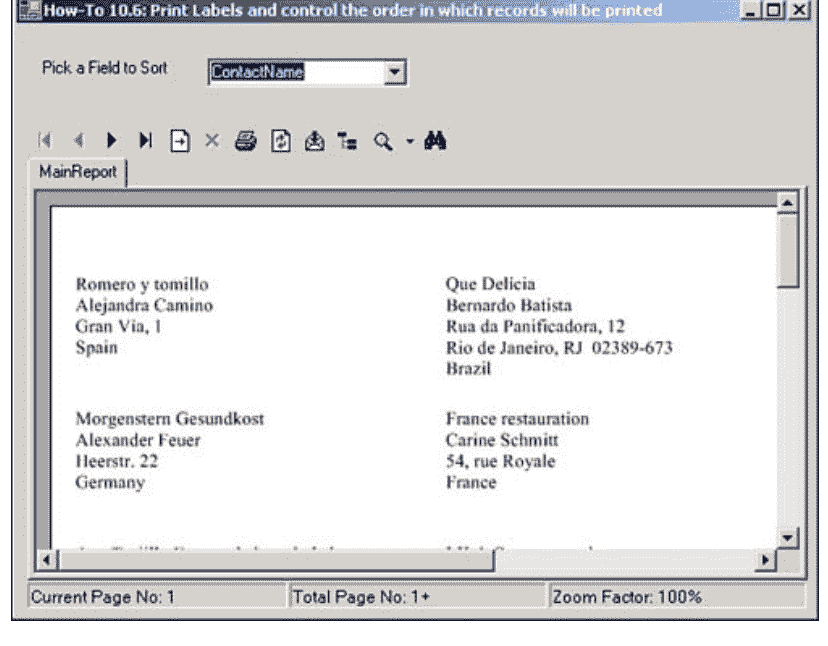 How-To 10.6: Print Labels and control the order in which records will be printed
Pick a Field to Sort
ContactName
MainReport
Romero y tomillo
Alejandra Camino
Gran Vía, 1
Spain
Que Delícia
Bernardo Batista
Rua da Panificadora, 12
Rio de Janeiro, RJ 02389-673
Brazil
Morgenstern Gesundkost
Alexander Feuer
Heerstr. 22
Germany
France restauration
Carine Schmitt
54, rue Royale
France
Current Page No: 1
Total Page No: 1+
Zoom Factor: 100%